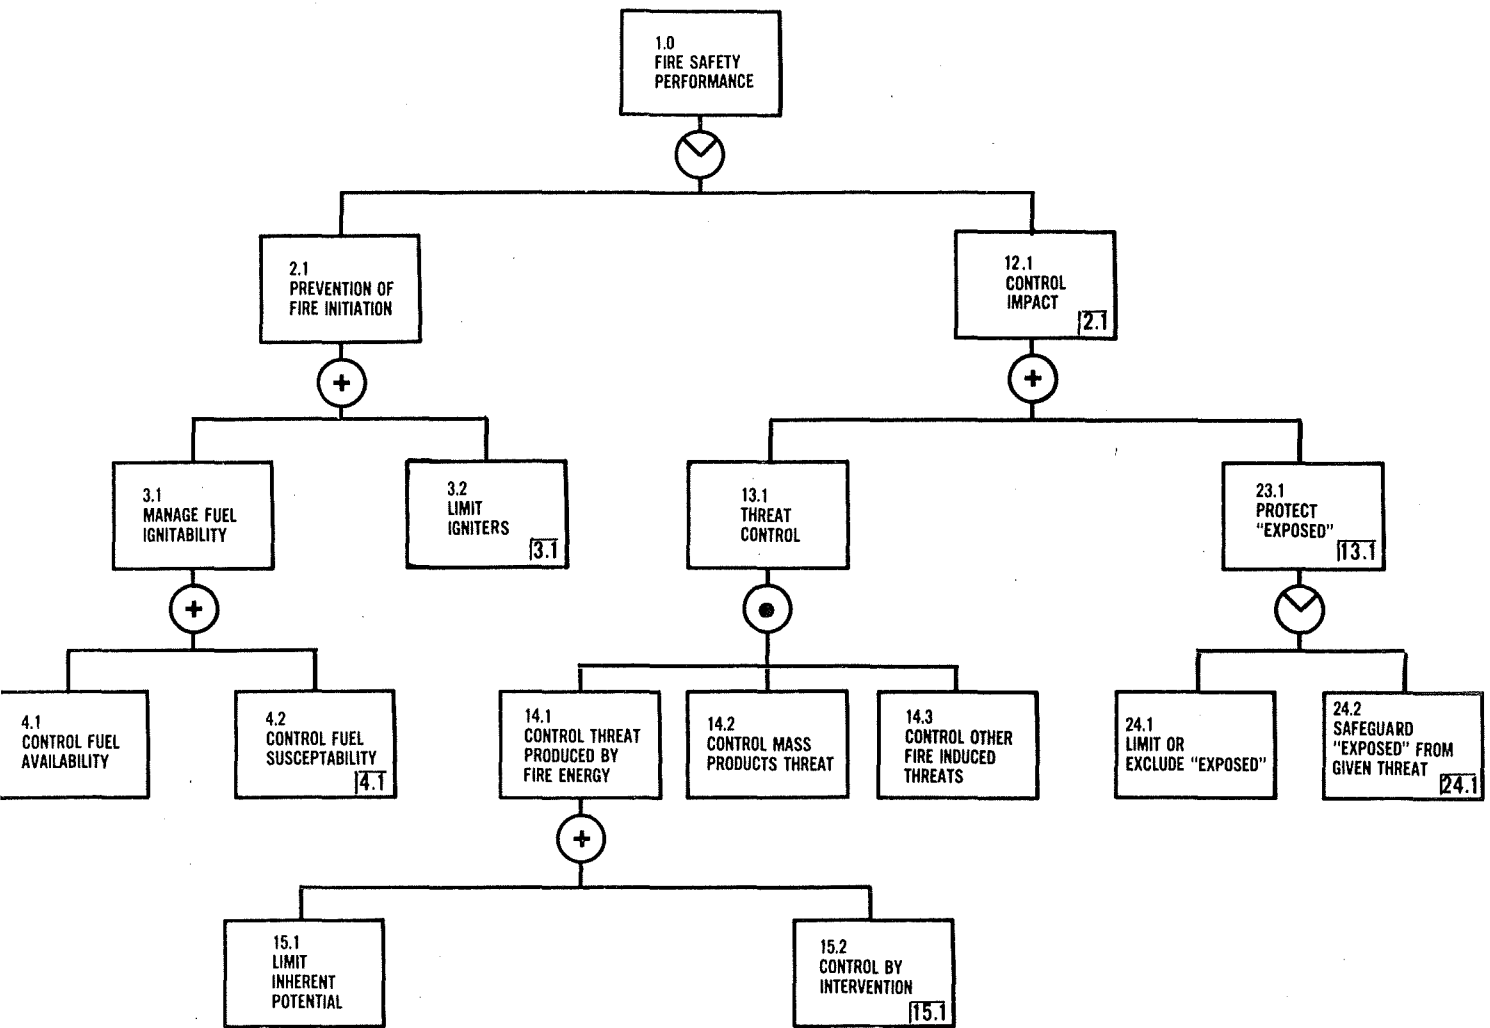 1.0
FIRE SAFETY
PERFORMANCE
2.1
PREVENTION OF
FIRE INITIATION
12.1
CONTROL
IMPACT
2.1
3.1
MANAGE FUEL
IGNITABILITY
3.2
LIMIT
IGNITERS
3.1
13.1
THREAT
CONTROL
23.1
PROTECT
"EXPOSED"
13.1
4.1
CONTROL FUEL
AVAILABILITY
4.2
CONTROL FUEL
SUSCEPTABILITY
4.1
14.1
CONTROL THREAT
PRODUCED BY
FIRE ENERGY
14.2
CONTROL MASS
PRODUCTS THREAT
14.3
CONTROL OTHER
FIRE INDUCED
THREATS
24.1
LIMIT OR
EXCLUDE "EXPOSED"
24.2
SAFEGUARD
"EXPOSED" FROM
GIVEN THREAT
24.1
15.1
LIMIT
INHERENT
POTENTIAL
15.2
CONTROL BY
INTERVENTION
15.1